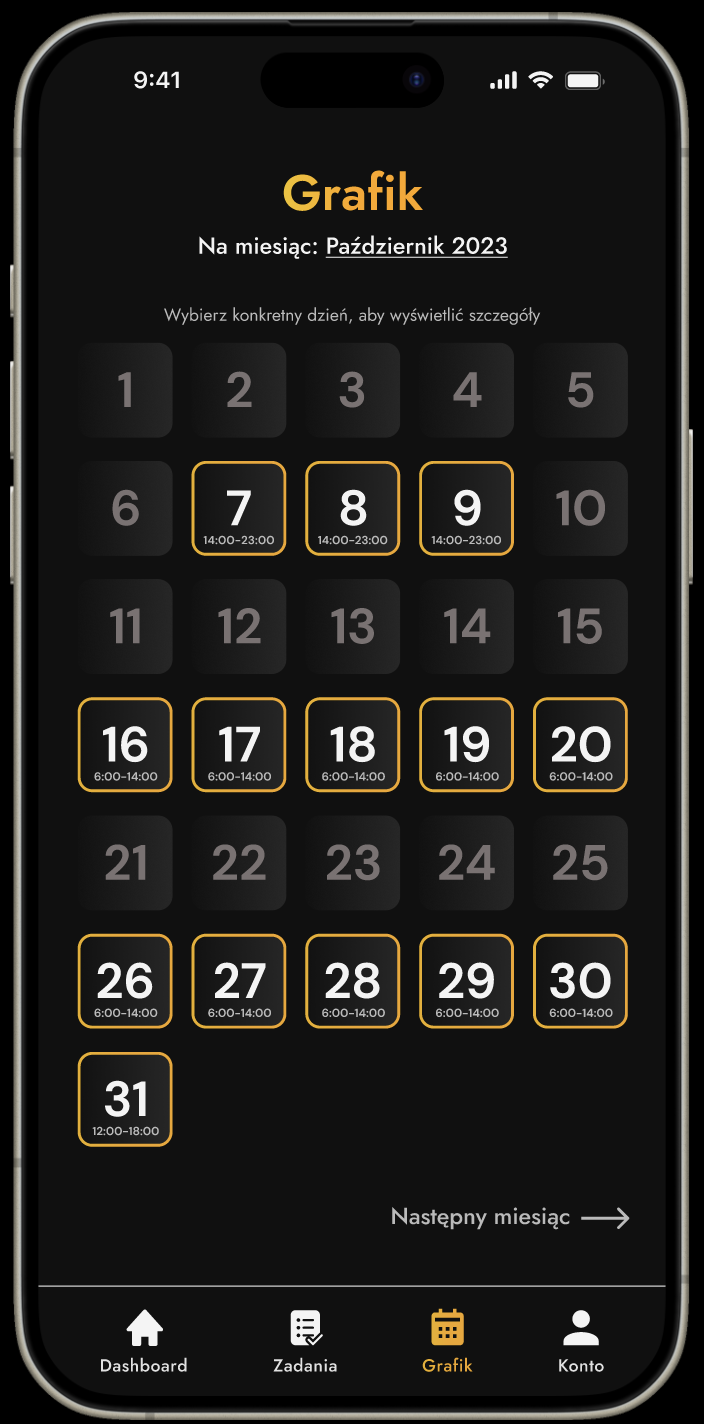 9:41
Grafik
Na miesiąc: Październik 2023
Wybierz konkretny dzień, aby wyświetlić szczegóły
1 2 3 4 5
6 7 8 9 10
14:00-23:00 14:00-23:00 14:00-23:00
11 12 13 14 15
16 17 18 19 20
6:00-14:00 6:00-14:00 6:00-14:00 6:00-14:00 6:00-14:00
21 22 23 24 25
26 27 28 29 30
6:00-14:00 6:00-14:00 6:00-14:00 6:00-14:00 6:00-14:00
31
12:00-18:00
Następny miesiąc
Dashboard Zadania Grafik Konto